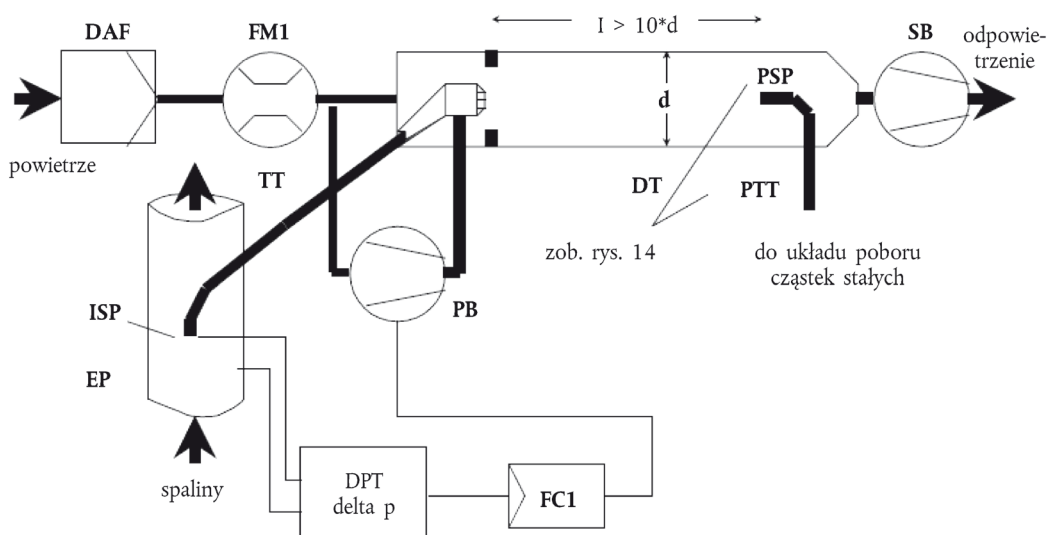 DAF
FM1
l > 10*d
SB
odpowie-
trzenie
PSP
d
powietrze
TT
DT
PTT
zob. rys. 14
do układu poboru
cząstek stałych
ISP
PB
EP
DPT
delta p
FC1
spaliny